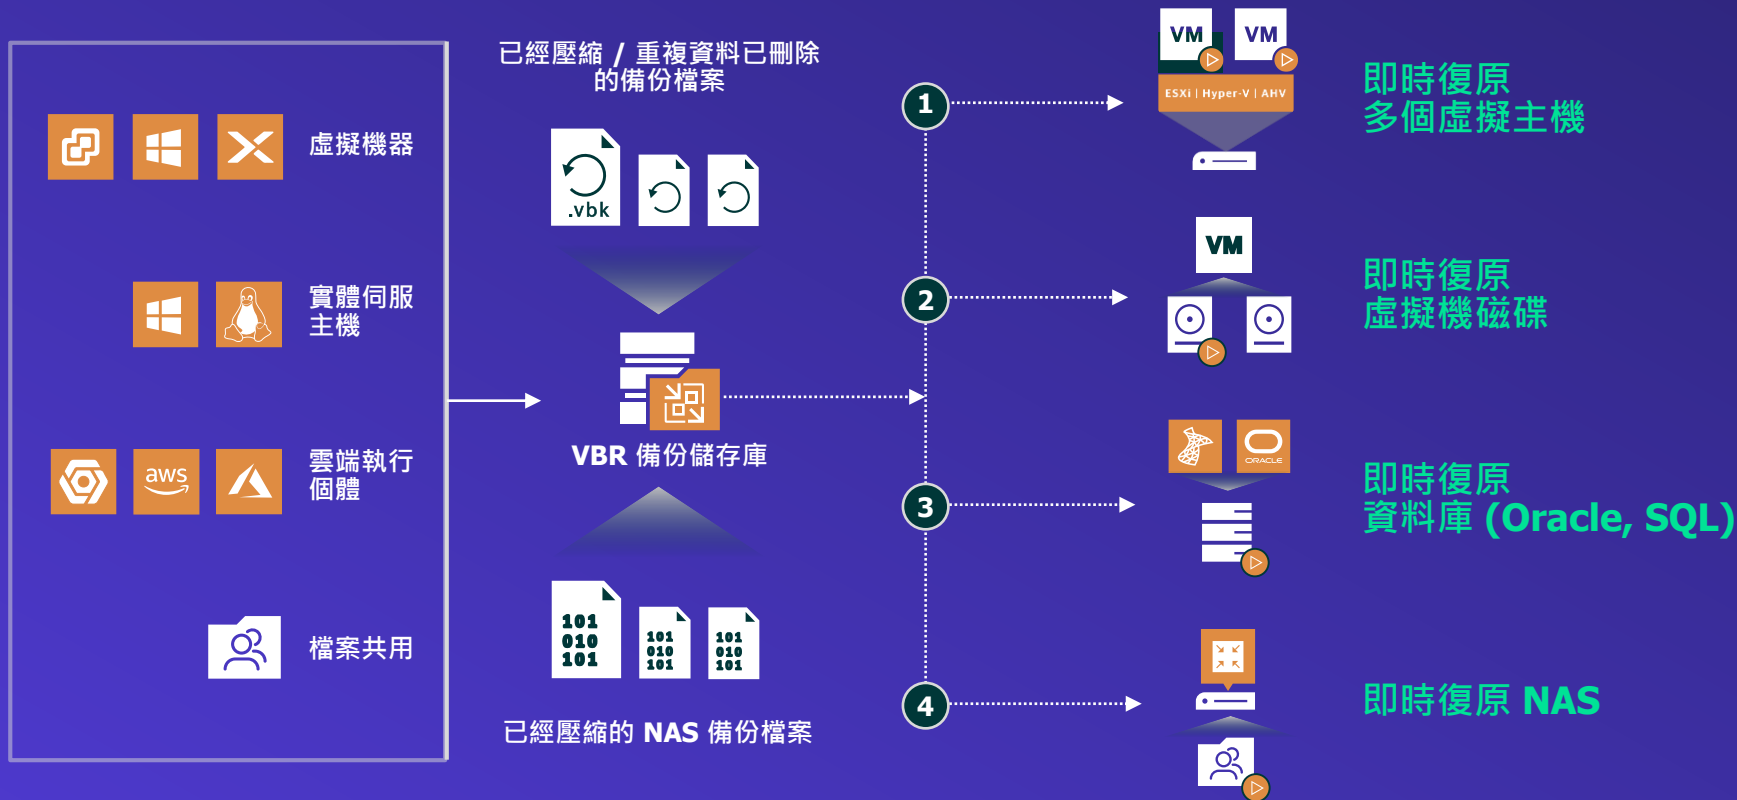 虛擬機器
實體伺服
主機
雲端執行
個體
aws
檔案共用
已經壓縮 / 重複資料已刪除
的備份檔案
.vbk
VBR 備份儲存庫
101
010
101
101
010
101
101
010
101
已經壓縮的 NAS 備份檔案
1
VM
VM
ESXi | Hyper-V | AHV
即時復原
多個虛擬主機
2
VM
即時復原
虛擬機磁碟
3
ORACLE
即時復原
資料庫 (Oracle, SQL)
4
即時復原 NAS